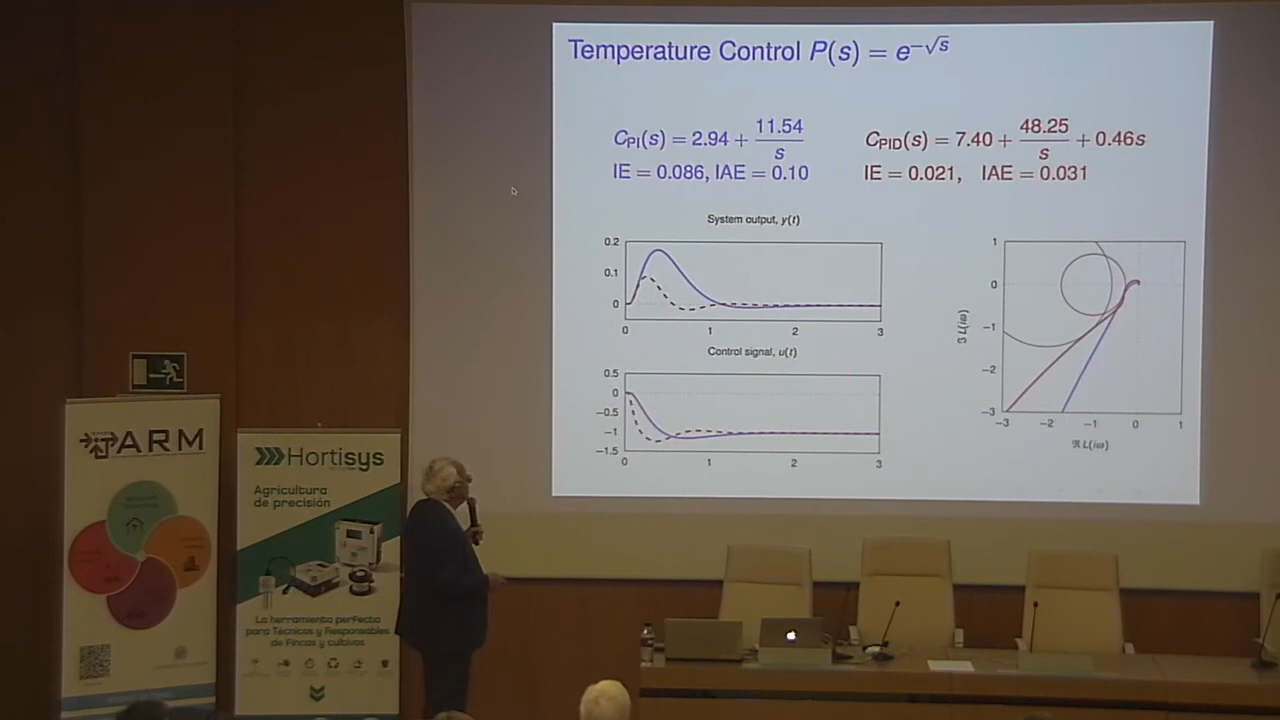 Temperature Control P(s) = e^{−√s}
C_PI(s) = 2.94 + 11.54/s
IE = 0.086, IAE = 0.10
C_PID(s) = 7.40 + 48.25/s + 0.46s
IE = 0.021, IAE = 0.031
System output, y(t)
0.2
0.1
0
0 1 2 3
Control signal, u(t)
0.5
0
−0.5
−1
−1.5
0 1 2 3
1
0
−1
−2
−3
ℑ L(iω)
−3 −2 −1 0 1
ℜ L(iω)
ARM
Hortisys
Agricultura
de precisión
La herramienta perfecta
para Técnicos y Responsables
de Fincas y cultivos